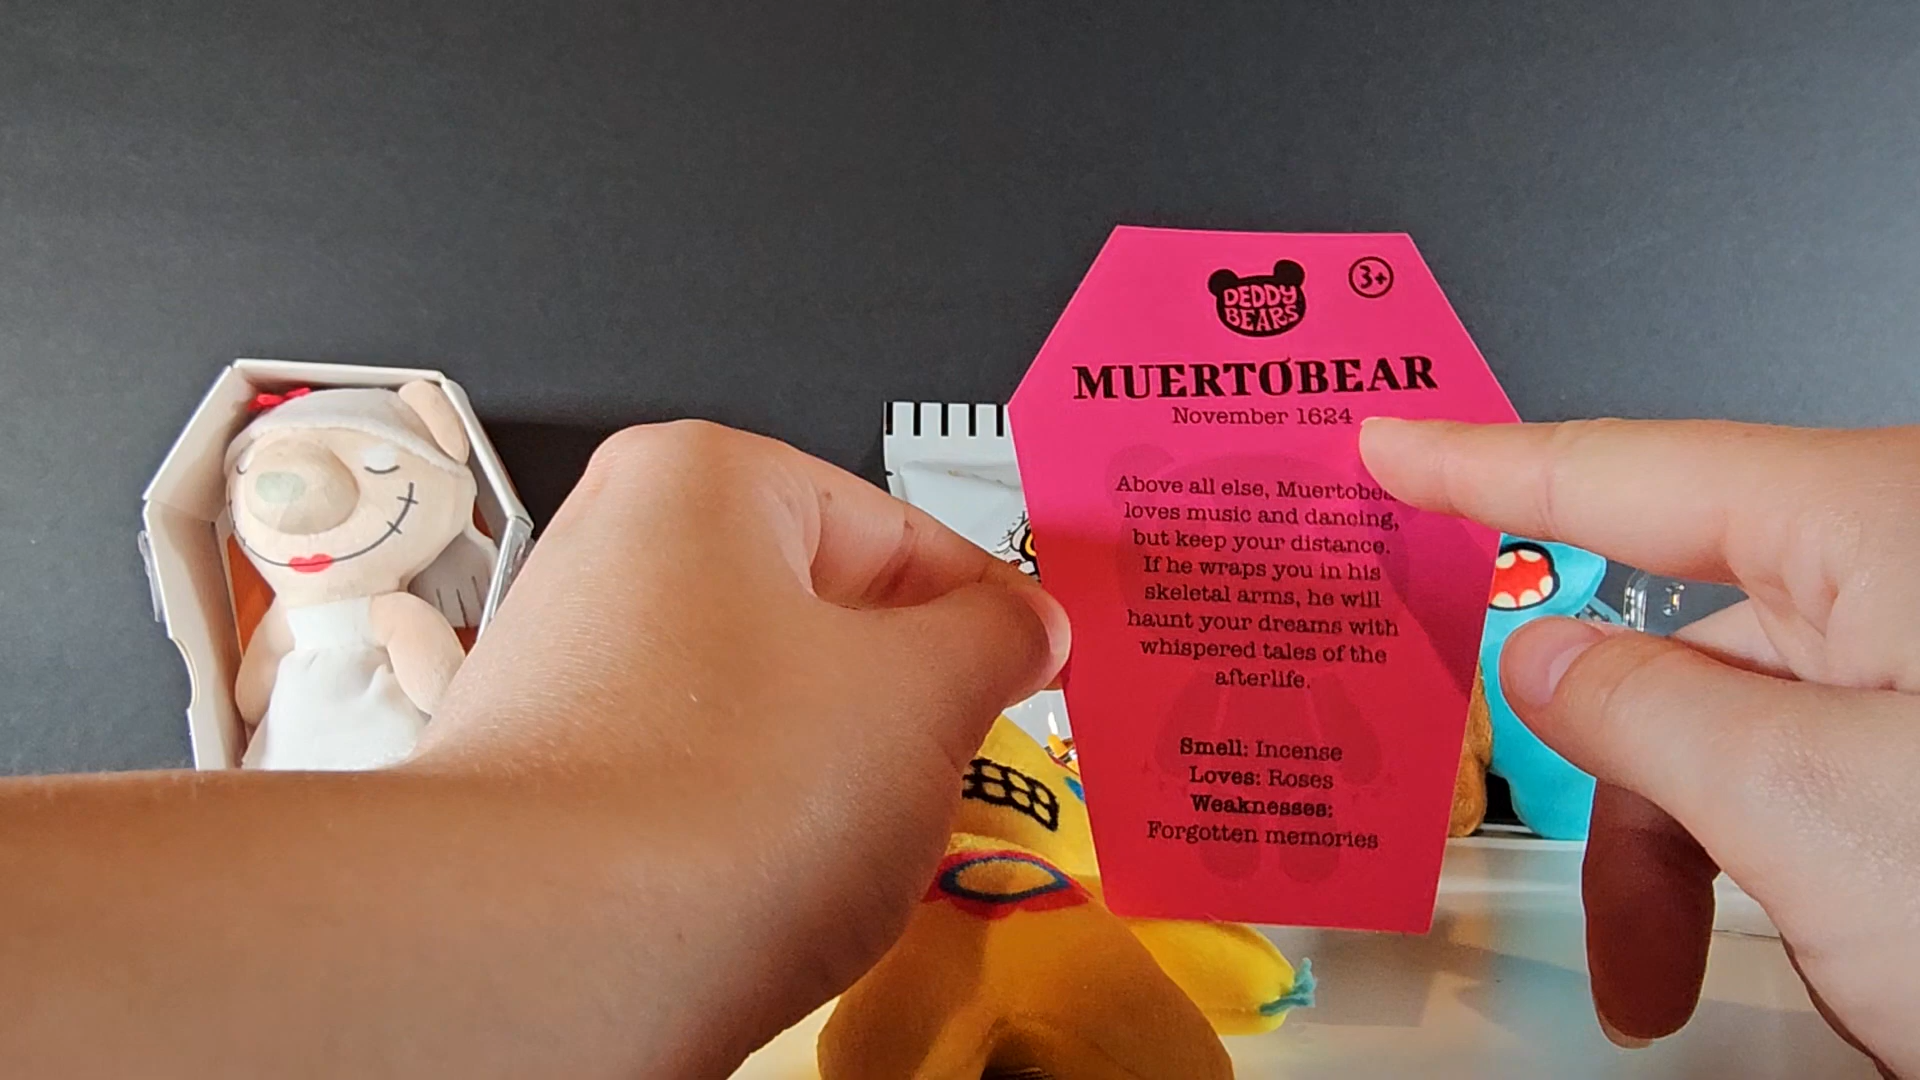 DEDDY
BEARS
3+
MUERTOBEAR
November 1624
Above all else, Muertobea
loves music and dancing,
but keep your distance.
If he wraps you in his
skeletal arms, he will
haunt your dreams with
whispered tales of the
afterlife.
Smell: Incense
Loves: Roses
Weaknesses:
Forgotten memories